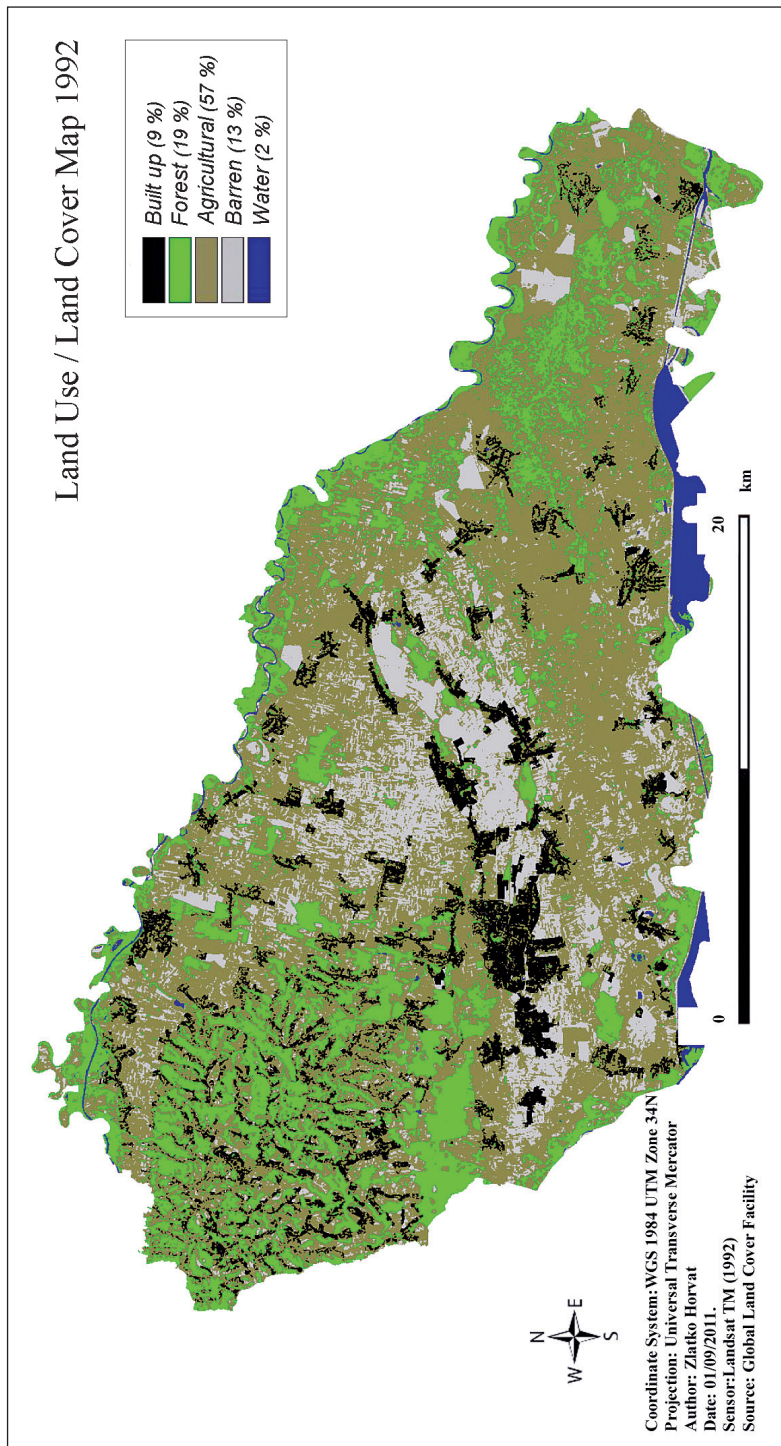 Land Use / Land Cover Map 1992
Built up (9 %)
Forest (19 %)
Agricultural (57 %)
Barren (13 %)
Water (2 %)
N
W
E
S
0
20
km
Coordinate System:WGS 1984 UTM Zone 34N
Projection: Universal Transverse Mercator
Author: Zlatko Horvat
Date: 01/09/2011.
Sensor:Landsat TM (1992)
Source: Global Land Cover Facility